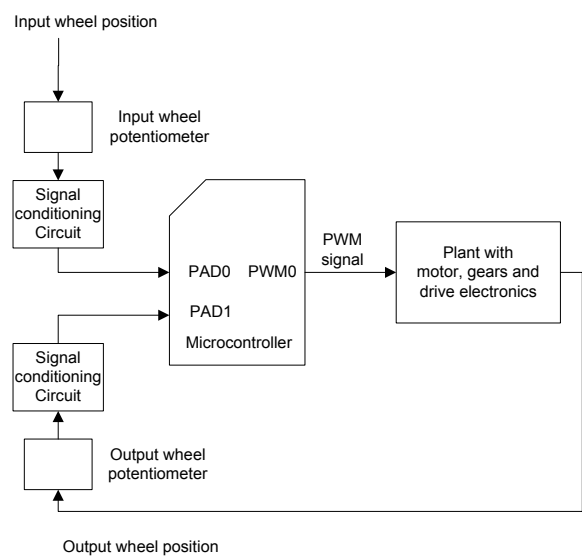 Input wheel position
Input wheel
potentiometer
Signal
conditioning
Circuit
PAD0
PWM0
PAD1
Microcontroller
PWM
signal
Plant with
motor, gears and
drive electronics
Signal
conditioning
Circuit
Output wheel
potentiometer
Output wheel position